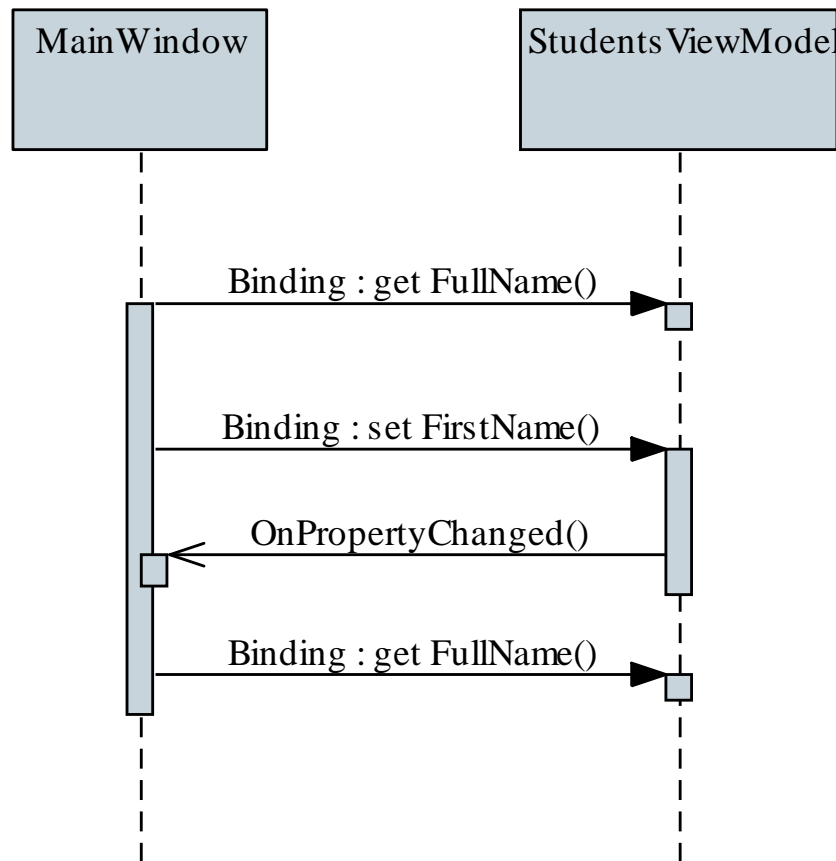 MainWindow
StudentsViewModel
Binding : get FullName()
Binding : set FirstName()
OnPropertyChanged()
Binding : get FullName()